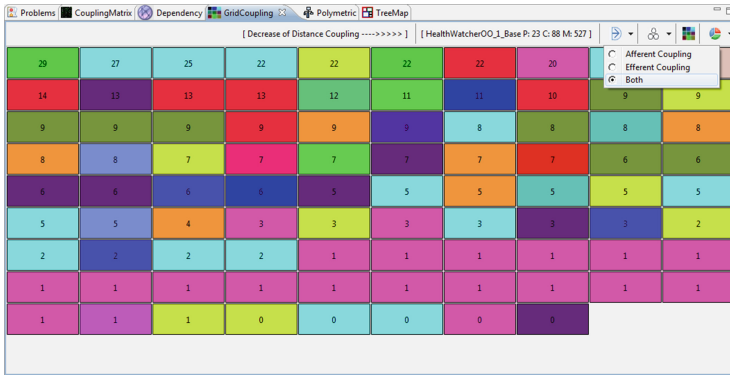 Problems CouplingMatrix Dependency GridCoupling Polymetric TreeMap
[ Decrease of Distance Coupling ---->>>>> ] [ HealthWatcherOO_1_Base P: 23 C: 88 M: 527 ]
Afferent Coupling
Efferent Coupling
Both
29 27 25 22 22 22 22 20
14 13 13 13 12 11 11 10 9 9
9 9 9 9 9 9 8 8 8 8
8 8 7 7 7 7 7 7 6 6
6 6 6 6 5 5 5 5 5 5
5 5 4 3 3 3 3 3 3 2
2 2 2 2 1 1 1 1 1 1
1 1 1 1 1 1 1 1 1 1
1 1 1 0 0 0 0 0